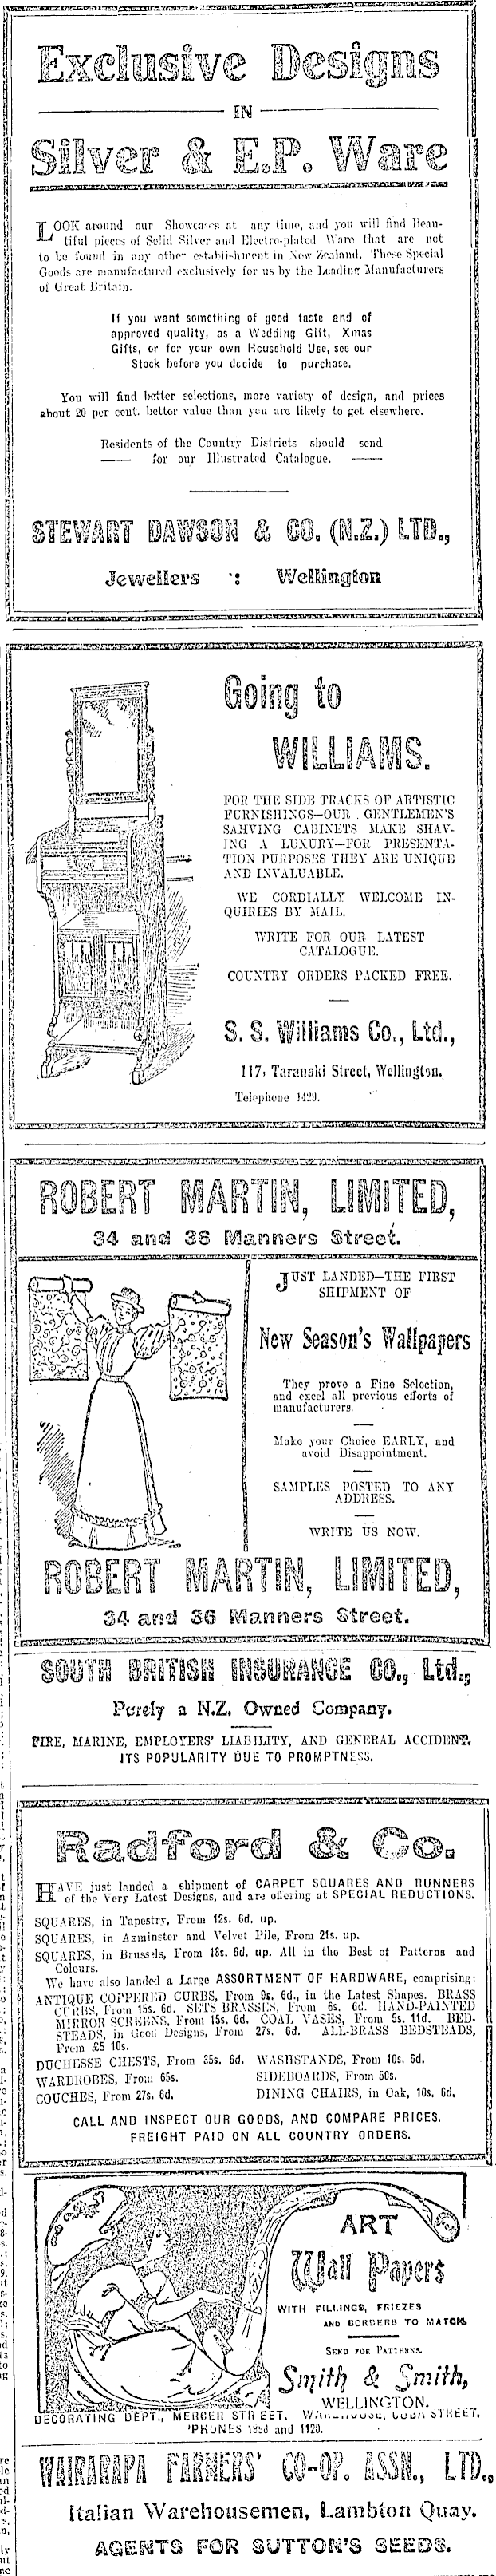 Exclusive Designs
IN
Silver & E.P. Ware
LOOK around our Showcases at any time, and you will find Beau-
tiful pieces of Solid Silver and Electro-plated Ware that are not
to be found in any other establishment in New Zealand. These Special
Goods are manufactured exclusively for us by the Leading Manufacturers
of Great Britain.
If you want something of good taste and of
approved quality, as a Wedding Gift, Xmas
Gifts, or for your own Household Use, see our
Stock before you decide to purchase.
You will find better selections, more variety of design, and prices
about 20 per cent. better value than you are likely to get elsewhere.
Residents of the Country Districts should send
for our Illustrated Catalogue.
STEWART DAWSON & CO. (N.Z.) LTD.,
Jewellers : Wellington
Going to
WILLIAMS.
FOR THE SIDE TRACKS OF ARTISTIC
FURNISHINGS—OUR GENTLEMEN'S
SAHVING CABINETS MAKE SHAV-
ING A LUXURY—FOR PRESENTA-
TION PURPOSES THEY ARE UNIQUE
AND INVALUABLE.
WE CORDIALLY WELCOME IN-
QUIRIES BY MAIL.
WRITE FOR OUR LATEST
CATALOGUE.
COUNTRY ORDERS PACKED FREE.
S. S. Williams Co., Ltd.,
117, Taranaki Street, Wellington.
Telephone 1429.
ROBERT MARTIN, LIMITED,
34 and 36 Manners Street.
JUST LANDED—THE FIRST
SHIPMENT OF
New Season's Wallpapers
They prove a Fine Selection,
and excel all previous efforts of
manufacturers.
Make your Choice EARLY, and
avoid Disappointment.
SAMPLES POSTED TO ANY
ADDRESS.
WRITE US NOW.
ROBERT MARTIN, LIMITED,
34 and 36 Manners Street.
SOUTH BRITISH INSURANCE CO., Ltd.,
Purely a N.Z. Owned Company.
FIRE, MARINE, EMPLOYERS' LIABILITY, AND GENERAL ACCIDENT.
ITS POPULARITY DUE TO PROMPTNESS.
Radford & Co.
HAVE just landed a shipment of CARPET SQUARES AND RUNNERS
of the Very Latest Designs, and are offering at SPECIAL REDUCTIONS.
SQUARES, in Tapestry, From 12s. 6d. up.
SQUARES, in Axminster and Velvet Pile, From 21s. up.
SQUARES, in Brussels, From 18s. 6d. up. All in the Best of Patterns and
Colours.
We have also landed a Large ASSORTMENT OF HARDWARE, comprising:
ANTIQUE COPPERED CURBS, From 9s. 6d., in the Latest Shapes. BRASS
CURBS, From 15s. 6d. SETS BRASSES, From 6s. 6d. HAND-PAINTED
MIRROR SCREENS, From 15s. 6d. COAL VASES, From 5s. 11d. BED-
STEADS, in Good Designs, From 27s. 6d. ALL-BRASS BEDSTEADS,
From £5 10s.
DUCHESSE CHESTS, From 35s. 6d. WASHSTANDS, From 10s. 6d.
WARDROBES, From 65s. SIDEBOARDS, From 50s.
COUCHES, From 27s. 6d. DINING CHAIRS, in Oak, 10s. 6d.
CALL AND INSPECT OUR GOODS, AND COMPARE PRICES.
FREIGHT PAID ON ALL COUNTRY ORDERS.
ART
Wall Papers
WITH FILLINGS, FRIEZES
AND BORDERS TO MATCH.
SEND FOR PATTERNS.
Smith & Smith,
WELLINGTON.
DECORATING DEPT., MERCER STREET. WAREHOUSE, CUBA STREET.
'PHONES and 1120.
WAIRARAPA FARMERS' CO-OP. ASSN., LTD.,
Italian Warehousemen, Lambton Quay.
AGENTS FOR SUTTON'S SEEDS.